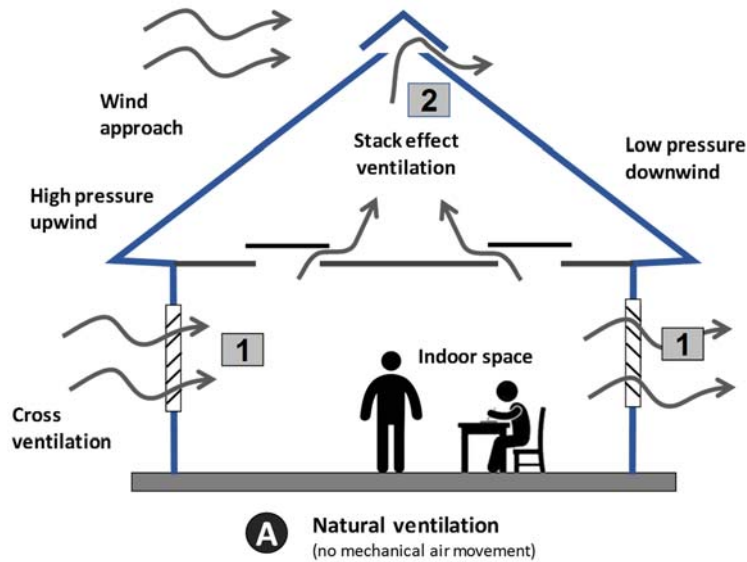 Wind
approach
2
Stack effect
ventilation
Low pressure
downwind
High pressure
upwind
1
1
Indoor space
Cross
ventilation
A Natural ventilation
(no mechanical air movement)